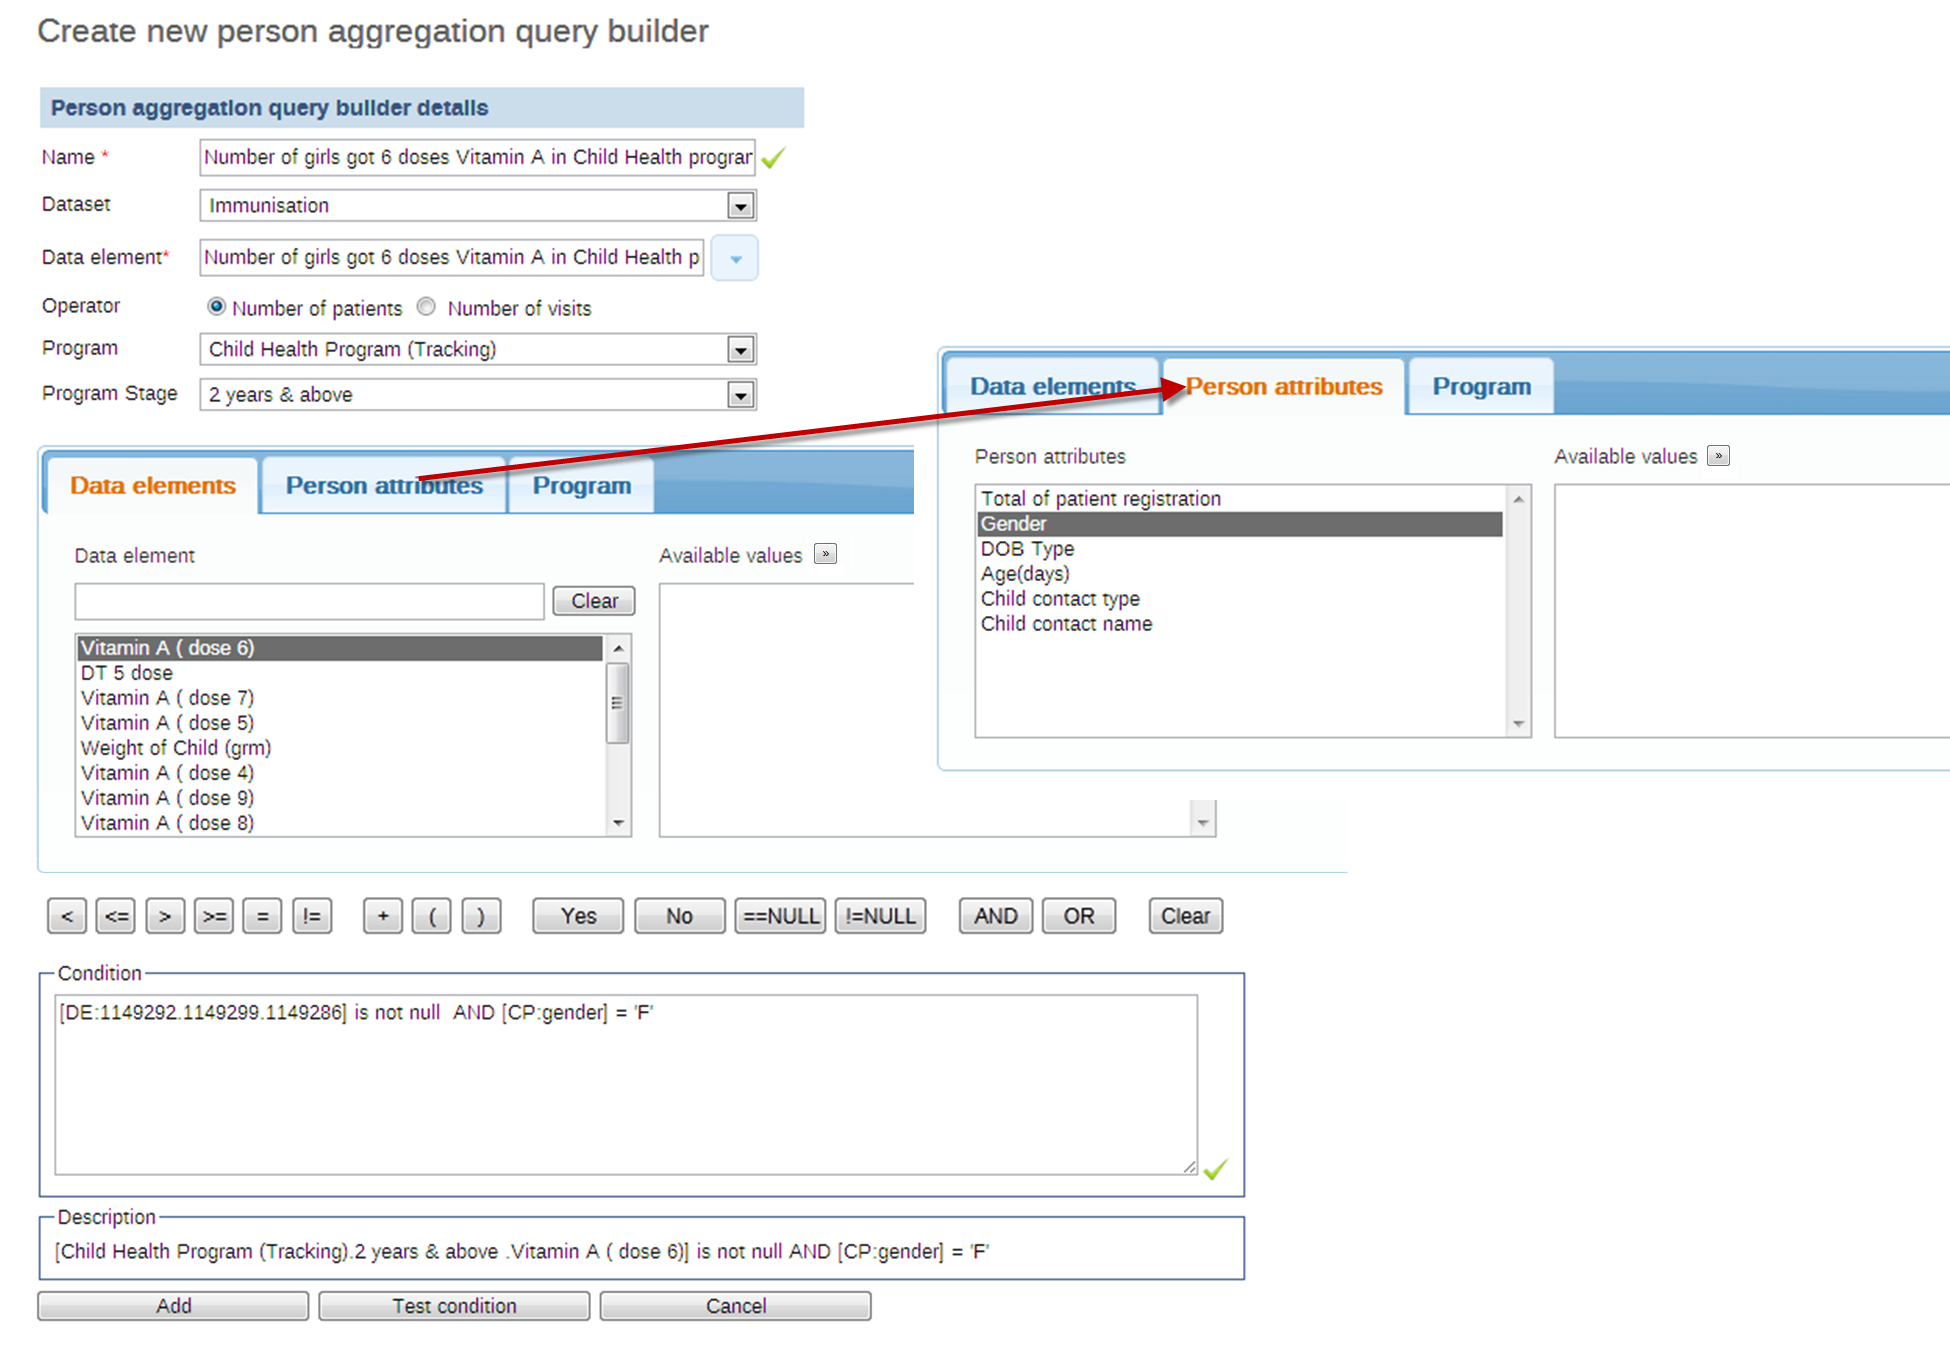 Create new person aggregation query builder
Person aggregation query builder details
Name *
Number of girls got 6 doses Vitamin A in Child Health prograr
Dataset
Immunisation
Data element*
Number of girls got 6 doses Vitamin A in Child Health p
Operator
Number of patients
Number of visits
Program
Child Health Program (Tracking)
Program Stage
2 years & above
Data elements
Person attributes
Program
Data element
Available values »
Clear
Vitamin A ( dose 6)
DT 5 dose
Vitamin A ( dose 7)
Vitamin A ( dose 5)
Weight of Child (grm)
Vitamin A ( dose 4)
Vitamin A ( dose 9)
Vitamin A ( dose 8)
Data elements
Person attributes
Program
Person attributes
Available values »
Total of patient registration
Gender
DOB Type
Age(days)
Child contact type
Child contact name
< <= > >= = != + ( ) Yes No ==NULL !=NULL AND OR Clear
Condition
[DE:1149292.1149299.1149286] is not null  AND [CP:gender] = 'F'
Description
[Child Health Program (Tracking).2 years & above .Vitamin A ( dose 6)] is not null AND [CP:gender] = 'F'
Add
Test condition
Cancel